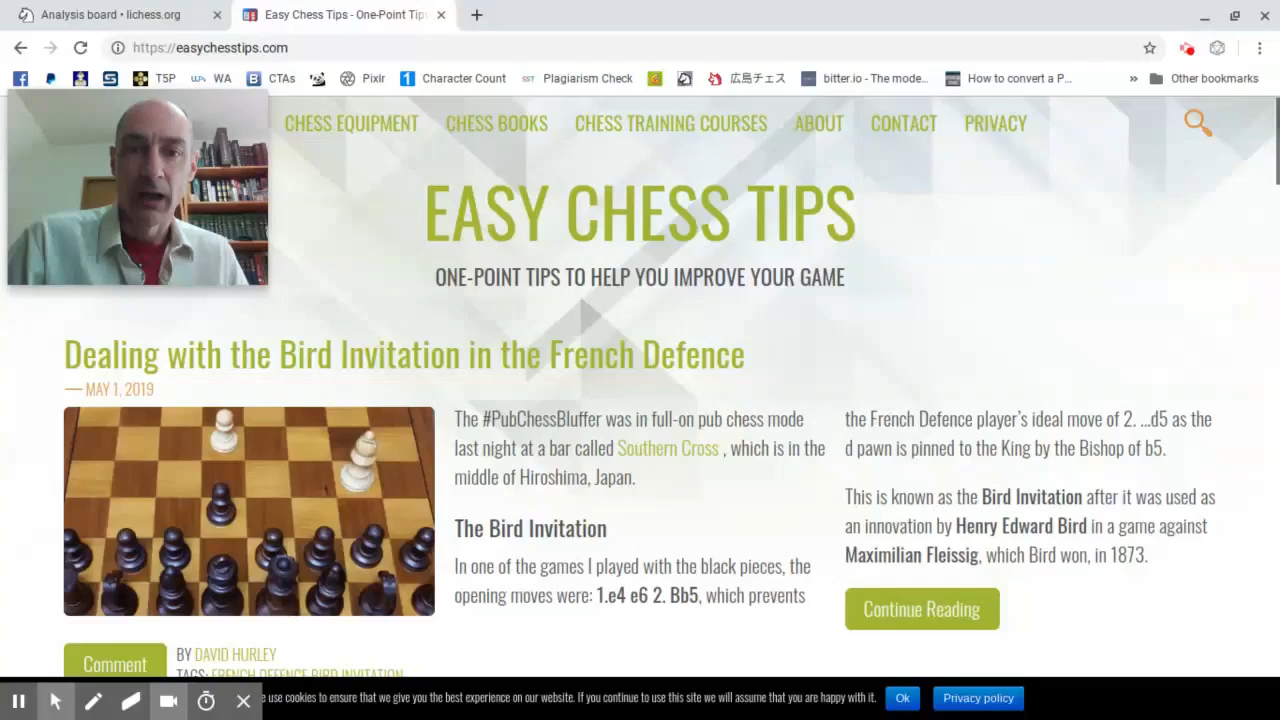 Analysis board • lichess.org
Easy Chess Tips - One-Point Tips
https://easychesstips.com
T5P
WA
CTAs
Pixlr
Character Count
Plagiarism Check
広島チェス
bitter.io - The mode...
How to convert a P...
»
Other bookmarks
CHESS EQUIPMENT
CHESS BOOKS
CHESS TRAINING COURSES
ABOUT
CONTACT
PRIVACY
EASY CHESS TIPS
ONE-POINT TIPS TO HELP YOU IMPROVE YOUR GAME
Dealing with the Bird Invitation in the French Defence
— MAY 1, 2019
The #PubChessBluffer was in full-on pub chess mode
last night at a bar called Southern Cross , which is in the
middle of Hiroshima, Japan.
The Bird Invitation
In one of the games I played with the black pieces, the
opening moves were: 1.e4 e6 2. Bb5, which prevents
the French Defence player's ideal move of 2. ...d5 as the
d pawn is pinned to the King by the Bishop of b5.
This is known as the Bird Invitation after it was used as
an innovation by Henry Edward Bird in a game against
Maximilian Fleissig, which Bird won, in 1873.
Continue Reading
Comment
BY DAVID HURLEY
TAGS: FRENCH DEFENCE BIRD INVITATION
e use cookies to ensure that we give you the best experience on our website. If you continue to use this site we will assume that you are happy with it.
Ok
Privacy policy